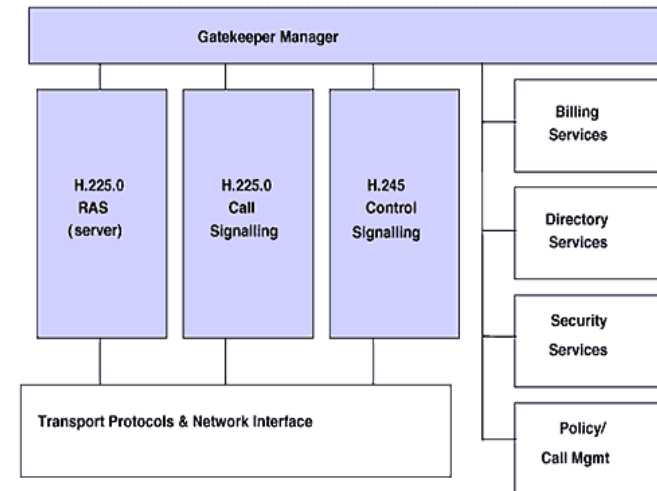 Gatekeeper Manager
H.225.0
RAS
(server)
H.225.0
Call
Signalling
H.245
Control
Signalling
Billing
Services
Directory
Services
Security
Services
Policy/
Call Mgmt
Transport Protocols & Network Interface